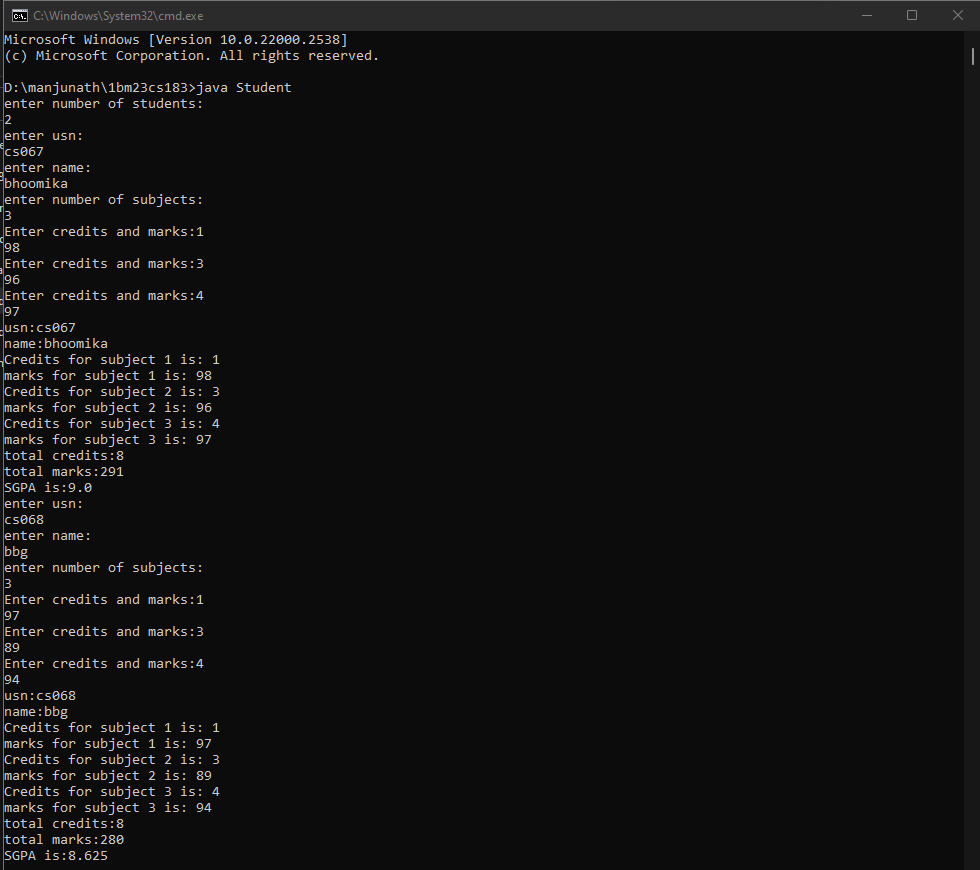 C:\Windows\System32\cmd.exe
Microsoft Windows [Version 10.0.22000.2538]
(c) Microsoft Corporation. All rights reserved.
D:\manjunath\1bm23cs183>java Student
enter number of students:
2
enter usn:
cs067
enter name:
bhoomika
enter number of subjects:
3
Enter credits and marks:1
98
Enter credits and marks:3
96
Enter credits and marks:4
97
usn:cs067
name:bhoomika
Credits for subject 1 is: 1
marks for subject 1 is: 98
Credits for subject 2 is: 3
marks for subject 2 is: 96
Credits for subject 3 is: 4
marks for subject 3 is: 97
total credits:8
total marks:291
SGPA is:9.0
enter usn:
cs068
enter name:
bbg
enter number of subjects:
3
Enter credits and marks:1
97
Enter credits and marks:3
89
Enter credits and marks:4
94
usn:cs068
name:bbg
Credits for subject 1 is: 1
marks for subject 1 is: 97
Credits for subject 2 is: 3
marks for subject 2 is: 89
Credits for subject 3 is: 4
marks for subject 3 is: 94
total credits:8
total marks:280
SGPA is:8.625